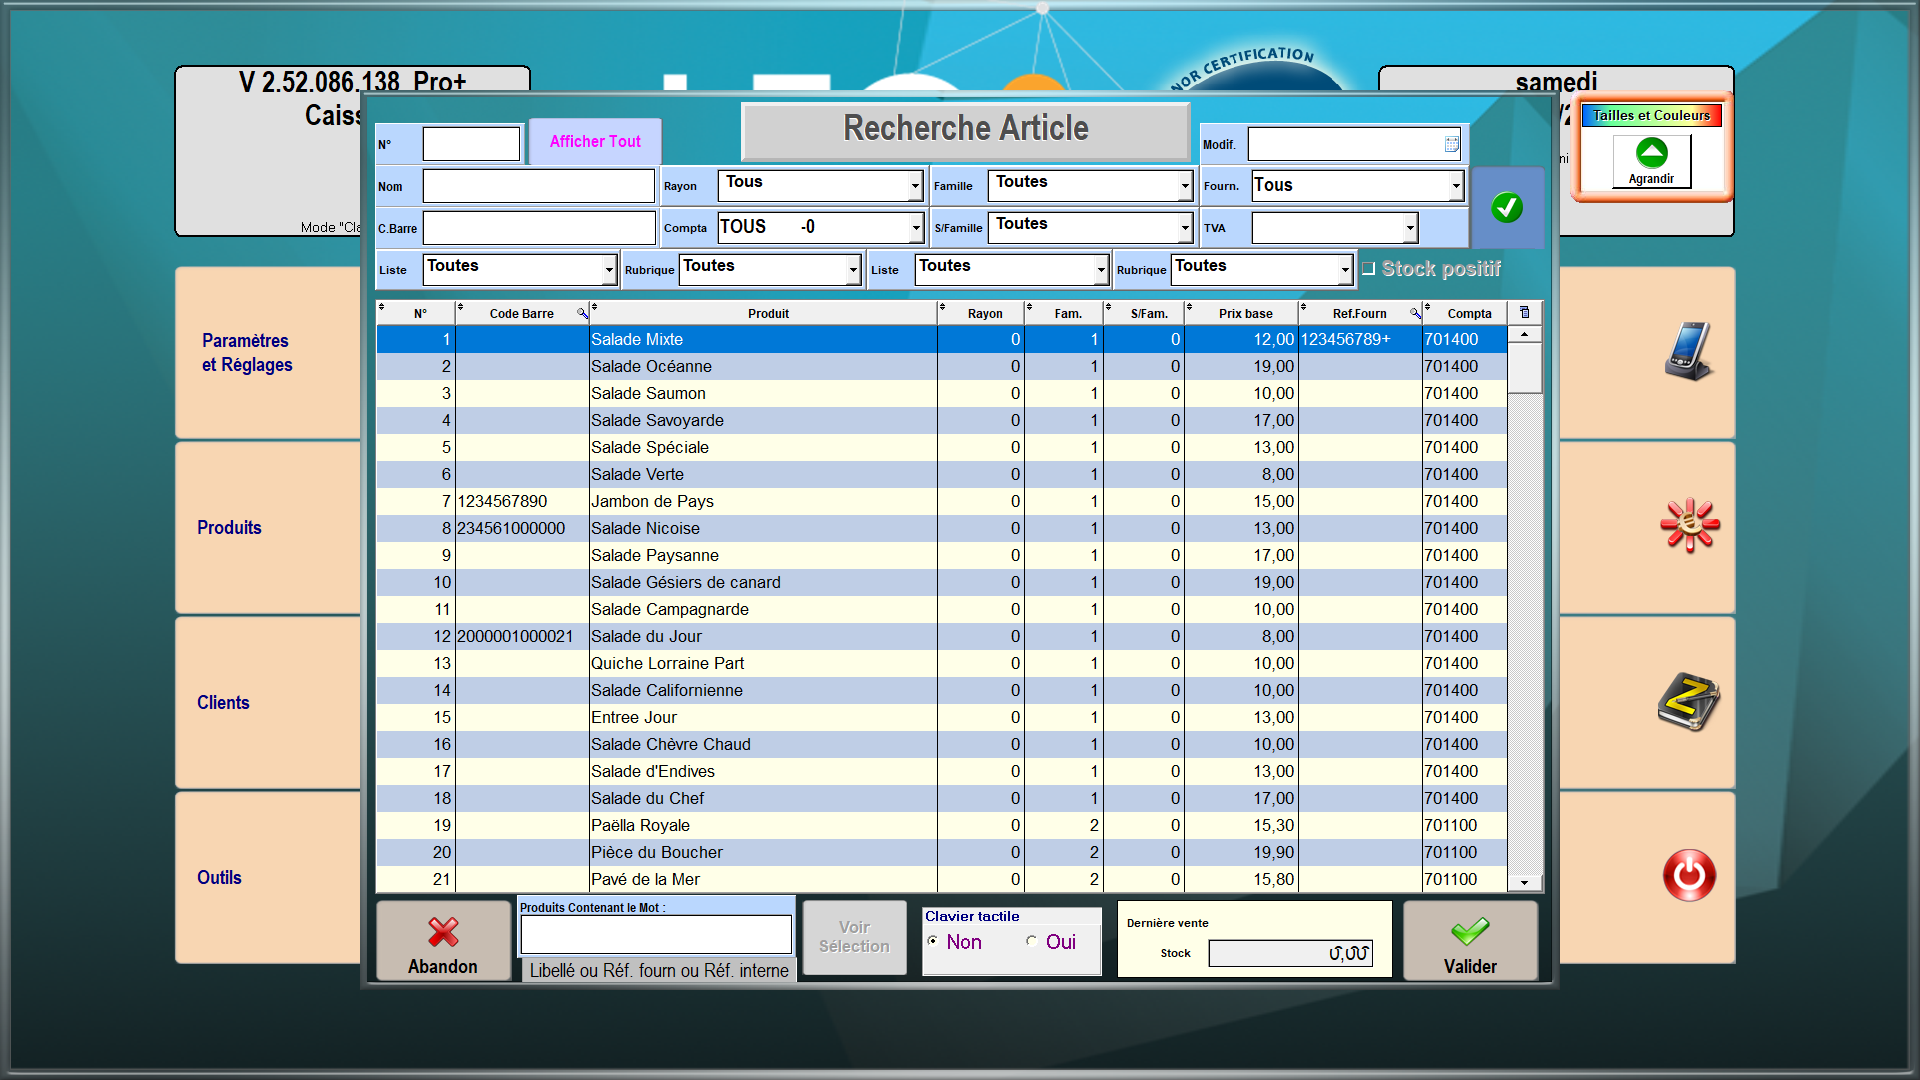 V 2.52.086.138 Pro+
Caiss
Mode "Cla
NOR CERTIFICATION
samedi
Tailles et Couleurs
Agrandir
Recherche Article
N°
Afficher Tout
Modif.
Nom
Rayon Tous
Famille Toutes
Fourn. Tous
C.Barre
Compta TOUS -0
S/Famille Toutes
TVA
Liste Toutes
Rubrique Toutes
Liste Toutes
Rubrique Toutes
Stock positif
N° Code Barre Produit Rayon Fam. S/Fam. Prix base Ref.Fourn Compta
1 Salade Mixte 0 1 0 12,00 123456789+ 701400
2 Salade Océanne 0 1 0 19,00 701400
3 Salade Saumon 0 1 0 10,00 701400
4 Salade Savoyarde 0 1 0 17,00 701400
5 Salade Spéciale 0 1 0 13,00 701400
6 Salade Verte 0 1 0 8,00 701400
7 1234567890 Jambon de Pays 0 1 0 15,00 701400
8 234561000000 Salade Nicoise 0 1 0 13,00 701400
9 Salade Paysanne 0 1 0 17,00 701400
10 Salade Gésiers de canard 0 1 0 19,00 701400
11 Salade Campagnarde 0 1 0 10,00 701400
12 2000001000021 Salade du Jour 0 1 0 8,00 701400
13 Quiche Lorraine Part 0 1 0 10,00 701400
14 Salade Californienne 0 1 0 10,00 701400
15 Entree Jour 0 1 0 13,00 701400
16 Salade Chèvre Chaud 0 1 0 10,00 701400
17 Salade d'Endives 0 1 0 13,00 701400
18 Salade du Chef 0 1 0 17,00 701400
19 Paëlla Royale 0 2 0 15,30 701100
20 Pièce du Boucher 0 2 0 19,90 701100
21 Pavé de la Mer 0 2 0 15,80 701100
Paramètres
et Réglages
Produits
Clients
Outils
Z
Abandon
Produits Contenant le Mot :
Libellé ou Réf. fourn ou Réf. interne
Voir
Sélection
Clavier tactile
Non Oui
Dernière vente
Stock
Valider